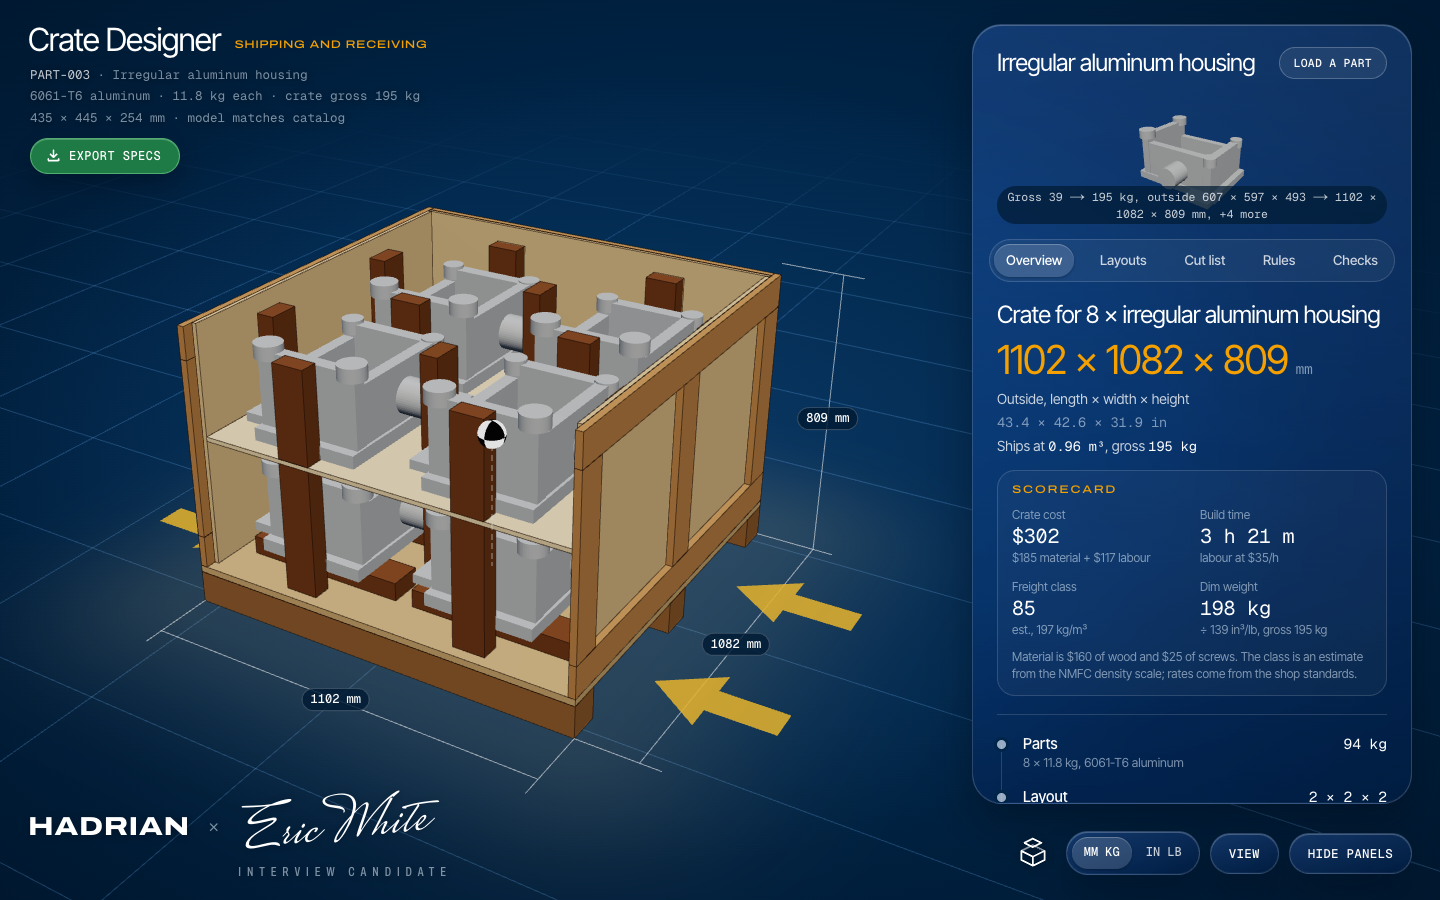 Crate Designer SHIPPING AND RECEIVING
PART-003 · Irregular aluminum housing
6061-T6 aluminum · 11.8 kg each · crate gross 195 kg
435 × 445 × 254 mm · model matches catalog
EXPORT SPECS
809 mm
1082 mm
1102 mm
HADRIAN × Eric White
INTERVIEW CANDIDATE
Irregular aluminum housing
LOAD A PART
Gross 39 → 195 kg, outside 607 × 597 × 493 → 1102 ×
1082 × 809 mm, +4 more
Overview Layouts Cut list Rules Checks
Crate for 8 × irregular aluminum housing
1102 × 1082 × 809 mm
Outside, length × width × height
43.4 × 42.6 × 31.9 in
Ships at 0.96 m³, gross 195 kg
SCORECARD
Crate cost
$302
$185 material + $117 labour
Build time
3 h 21 m
labour at $35/h
Freight class
85
est., 197 kg/m³
Dim weight
198 kg
÷ 139 in³/lb, gross 195 kg
Material is $160 of wood and $25 of screws. The class is an estimate
from the NMFC density scale; rates come from the shop standards.
Parts 94 kg
8 × 11.8 kg, 6061-T6 aluminum
Layout 2 × 2 × 2
MM KG IN LB
VIEW
HIDE PANELS